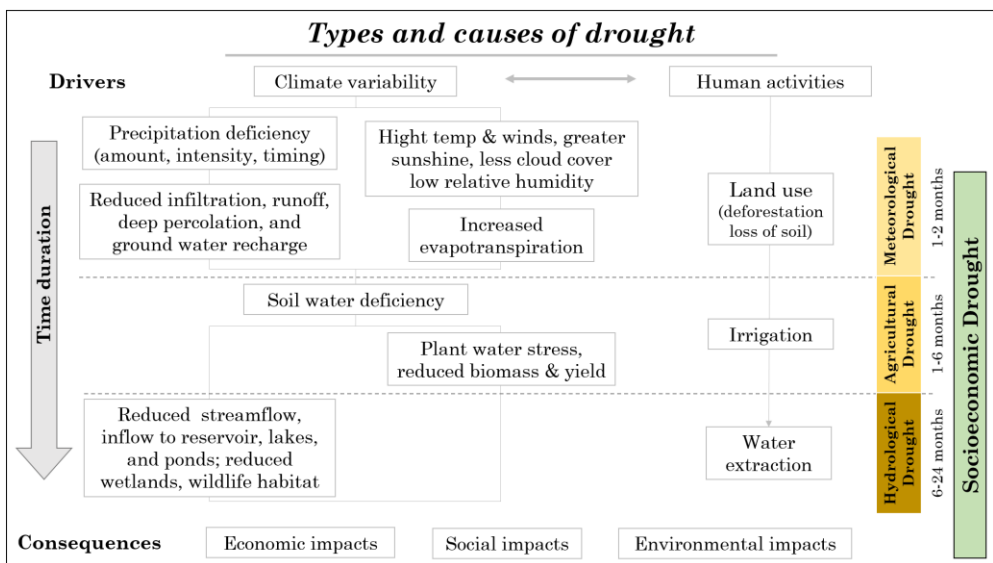 Types and causes of drought
Drivers
Climate variability
Human activities
Precipitation deficiency
(amount, intensity, timing)
Hight temp & winds, greater
sunshine, less cloud cover
low relative humidity
Reduced infiltration, runoff,
deep percolation, and
ground water recharge
Increased
evapotranspiration
Land use
(deforestation
loss of soil)
Meteorological
Drought
1-2 months
Time duration
Soil water deficiency
Plant water stress,
reduced biomass & yield
Irrigation
Agricultural
Drought
1-6 months
Socioeconomic Drought
Reduced streamflow,
inflow to reservoir, lakes,
and ponds; reduced
wetlands, wildlife habitat
Water
extraction
Hydrological
Drought
6-24 months
Consequences
Economic impacts
Social impacts
Environmental impacts